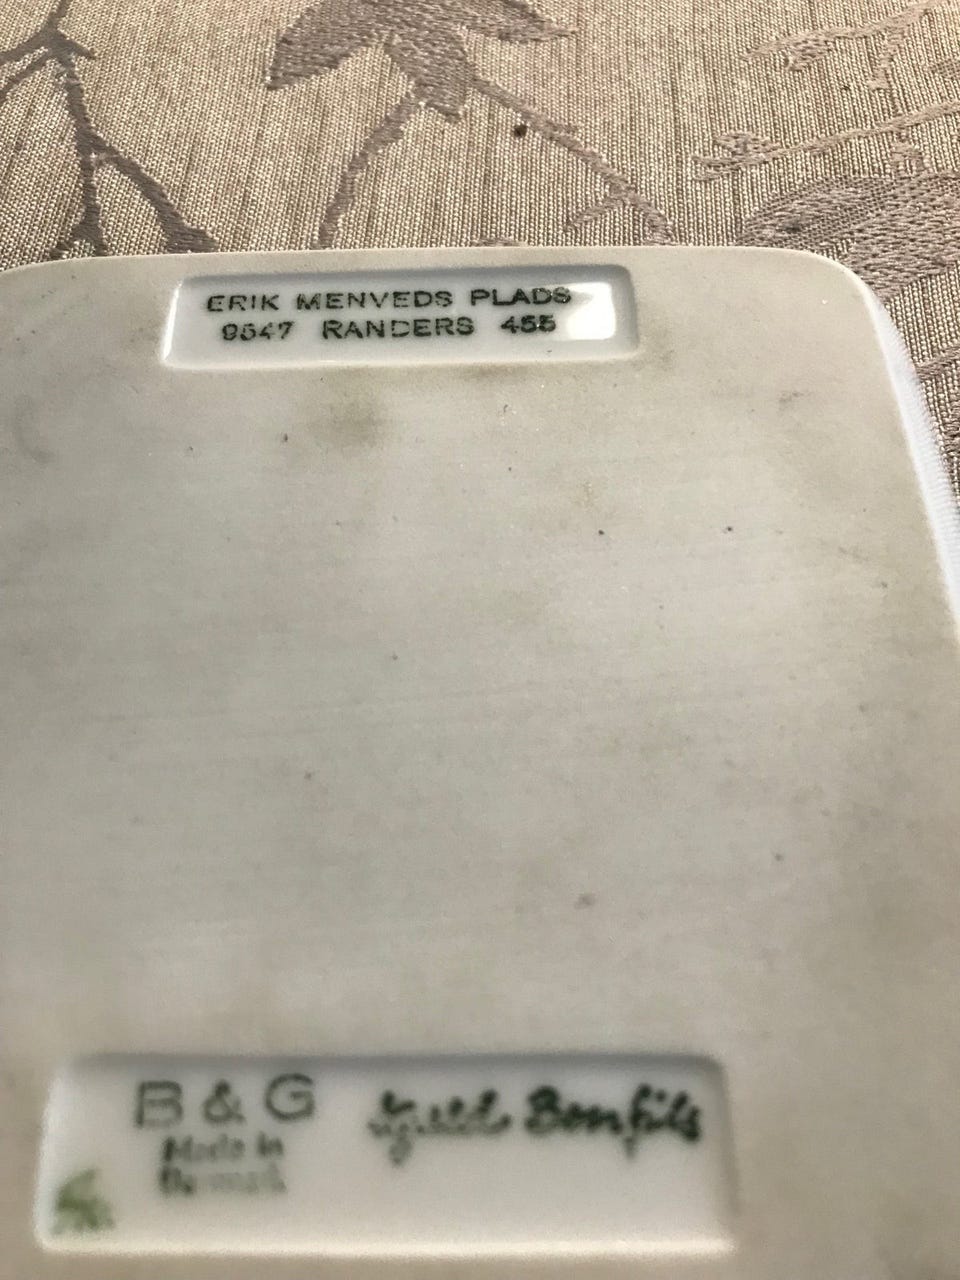 ERIK MENVEDS PLADS
9547 RANDERS 455
B & G
Made in
Denmark
Kjeld Bonfils